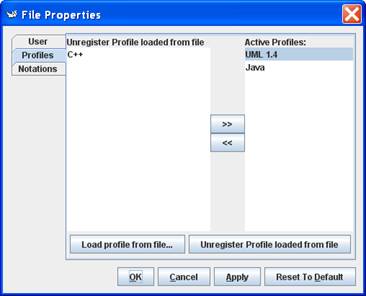 File Properties
User
Profiles
Notations
Unregister Profile loaded from file
C++
>>
<<
Active Profiles:
UML 1.4
Java
Load profile from file...
Unregister Profile loaded from file
OK
Cancel
Apply
Reset To Default